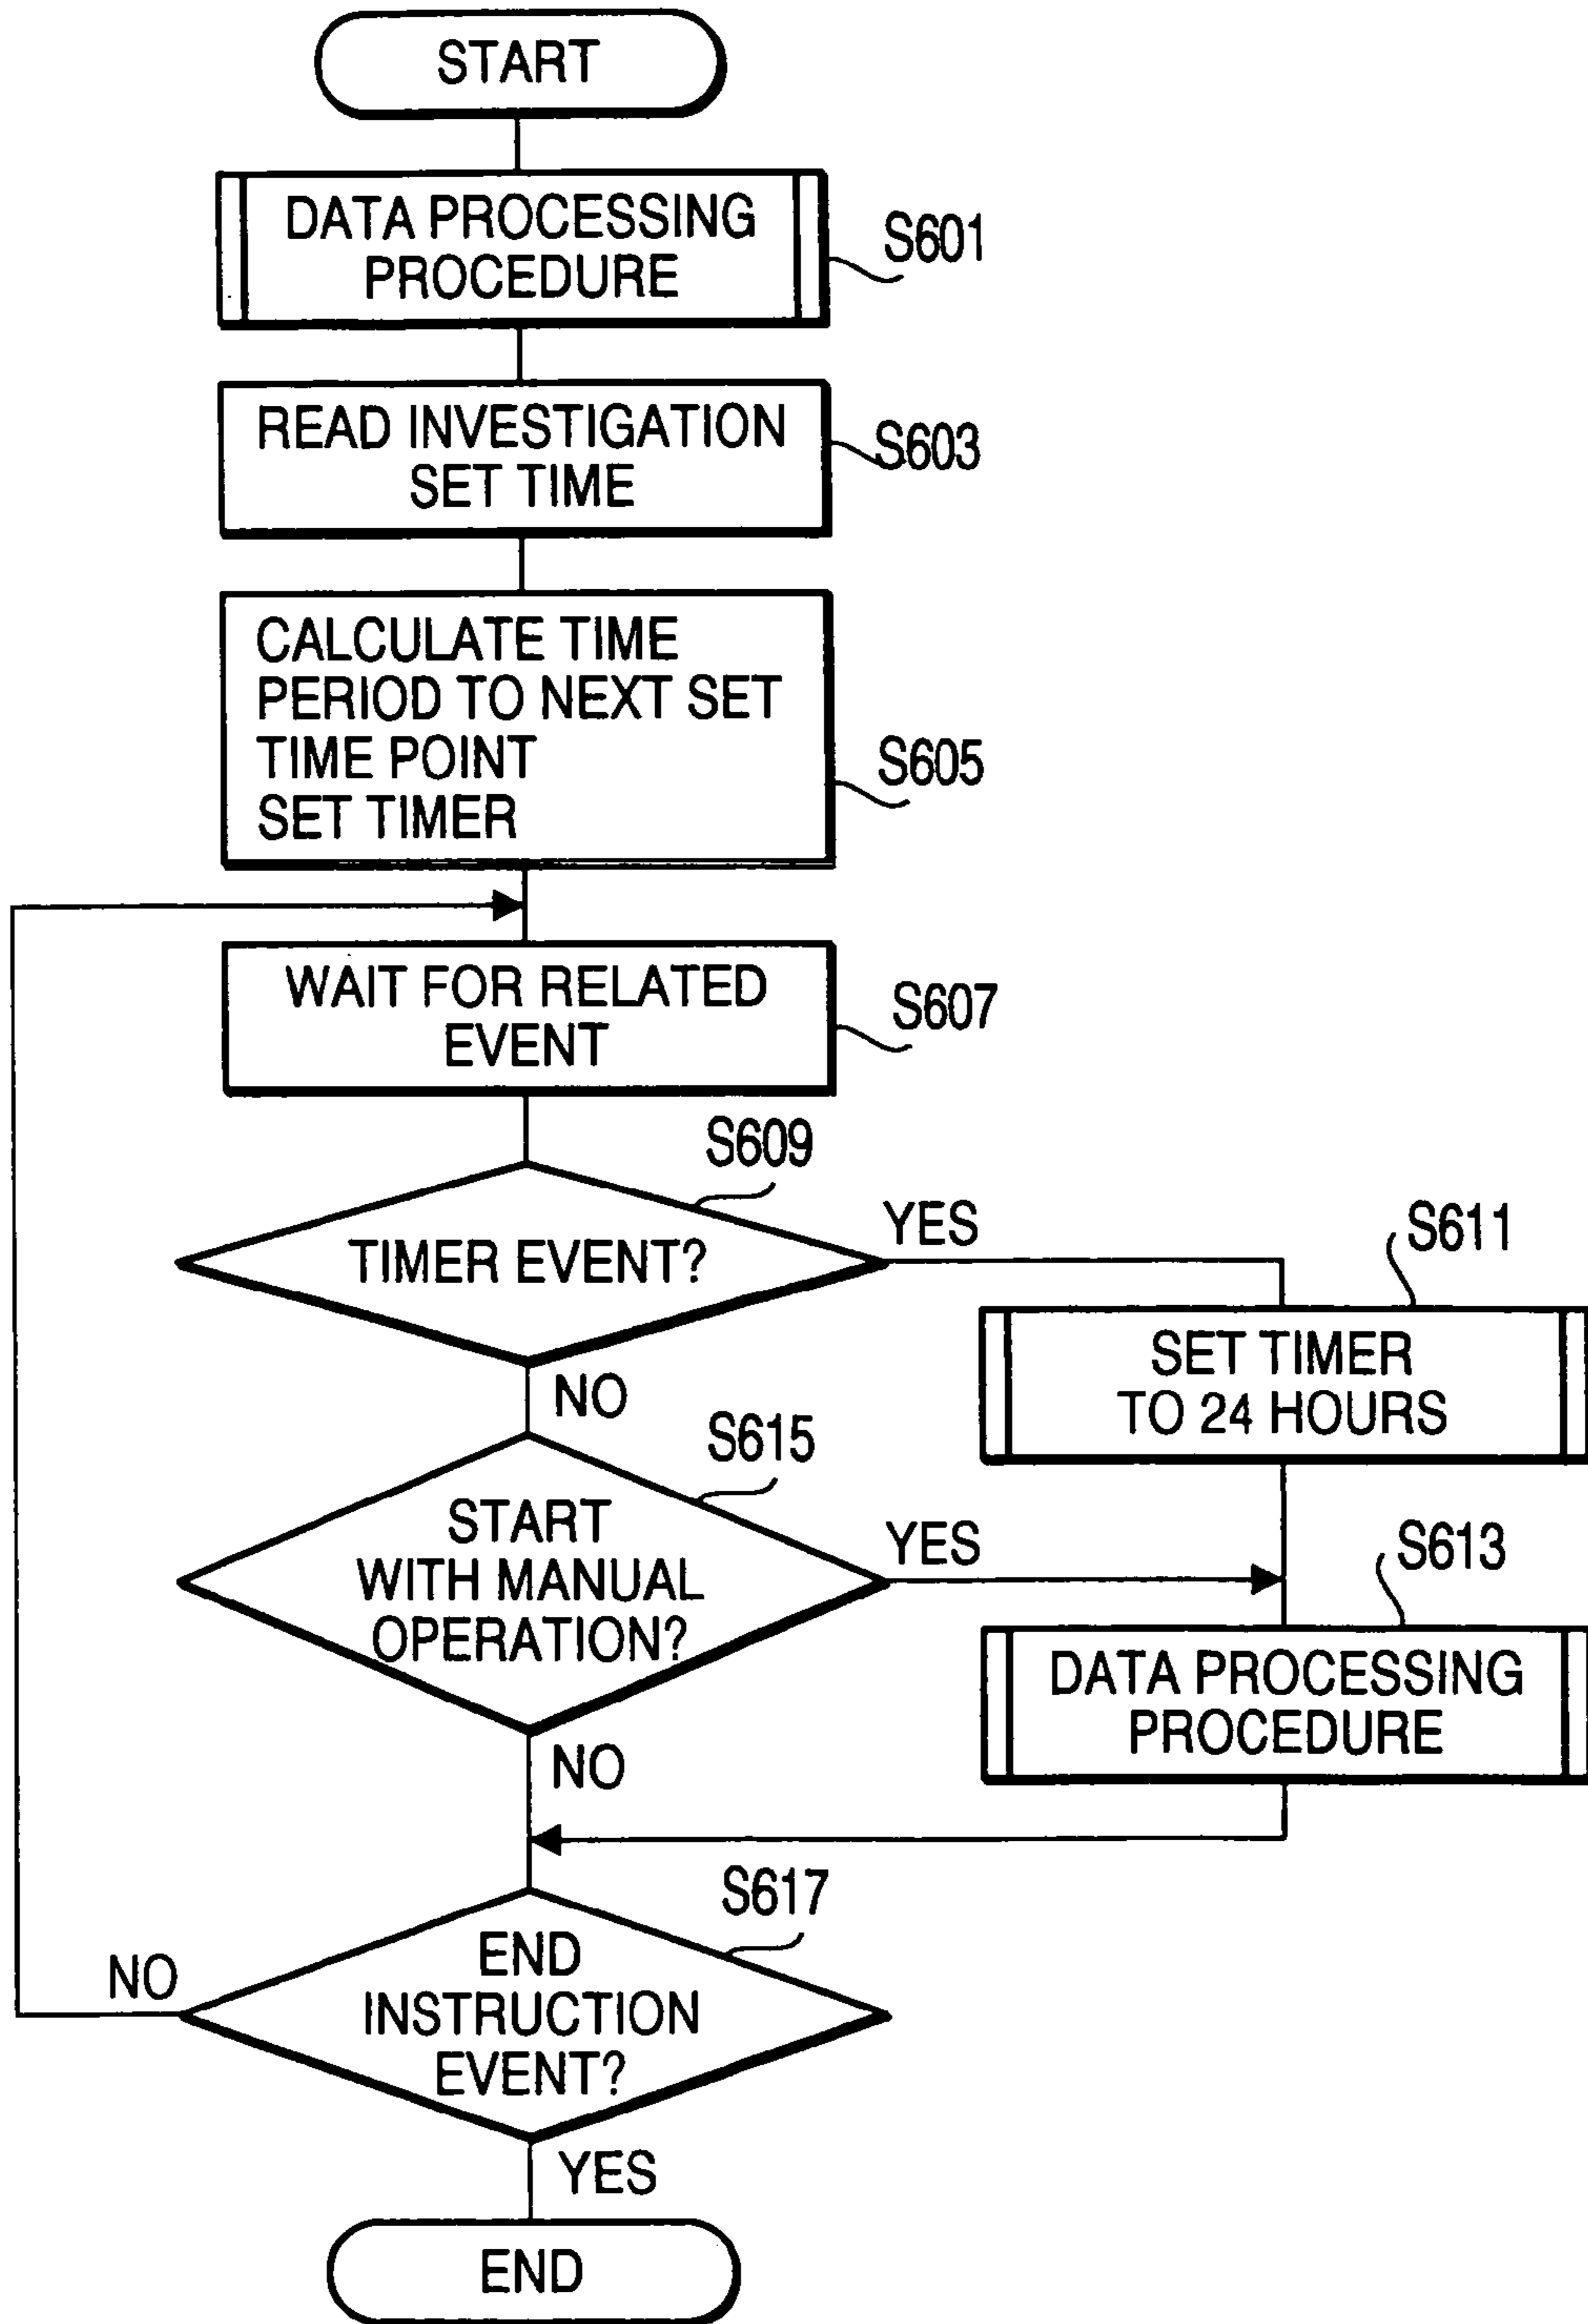 START
DATA PROCESSING
PROCEDURE
S601
READ INVESTIGATION
SET TIME
S603
CALCULATE TIME
PERIOD TO NEXT SET
TIME POINT
SET TIMER
S605
WAIT FOR RELATED
EVENT
S607
S609
TIMER EVENT?
YES
NO
S611
SET TIMER
TO 24 HOURS
S615
START
WITH MANUAL
OPERATION?
YES
NO
S613
DATA PROCESSING
PROCEDURE
S617
END
INSTRUCTION
EVENT?
NO
YES
END